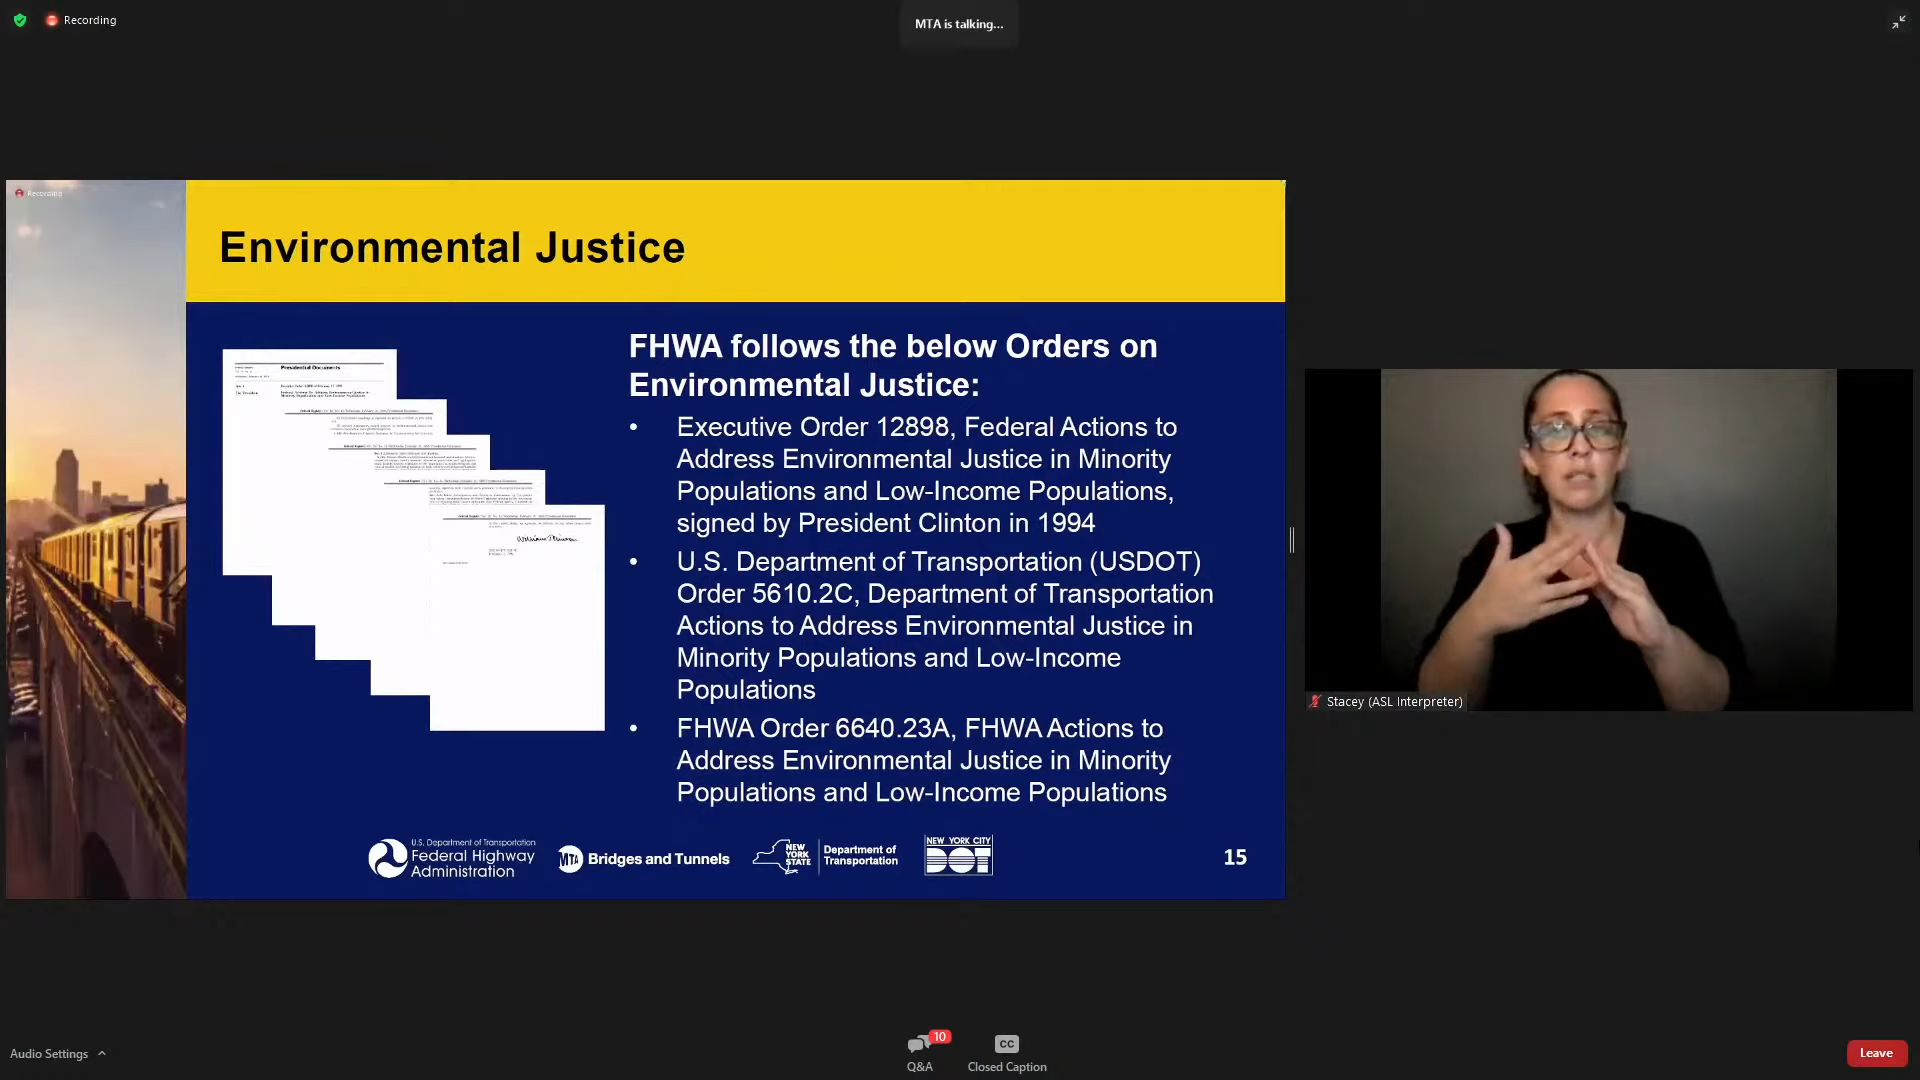 Recording
MTA is talking...
Recording
Environmental Justice
Presidential Documents
FHWA follows the below Orders on
Environmental Justice:
• Executive Order 12898, Federal Actions to
Address Environmental Justice in Minority
Populations and Low-Income Populations,
signed by President Clinton in 1994
• U.S. Department of Transportation (USDOT)
Order 5610.2C, Department of Transportation
Actions to Address Environmental Justice in
Minority Populations and Low-Income
Populations
• FHWA Order 6640.23A, FHWA Actions to
Address Environmental Justice in Minority
Populations and Low-Income Populations
U.S. Department of Transportation
Federal Highway
Administration
MTA Bridges and Tunnels
NEW
YORK
STATE
Department of
Transportation
NEW YORK CITY
DOT
15
Stacey (ASL Interpreter)
Audio Settings
10
Q&A
CC
Closed Caption
Leave